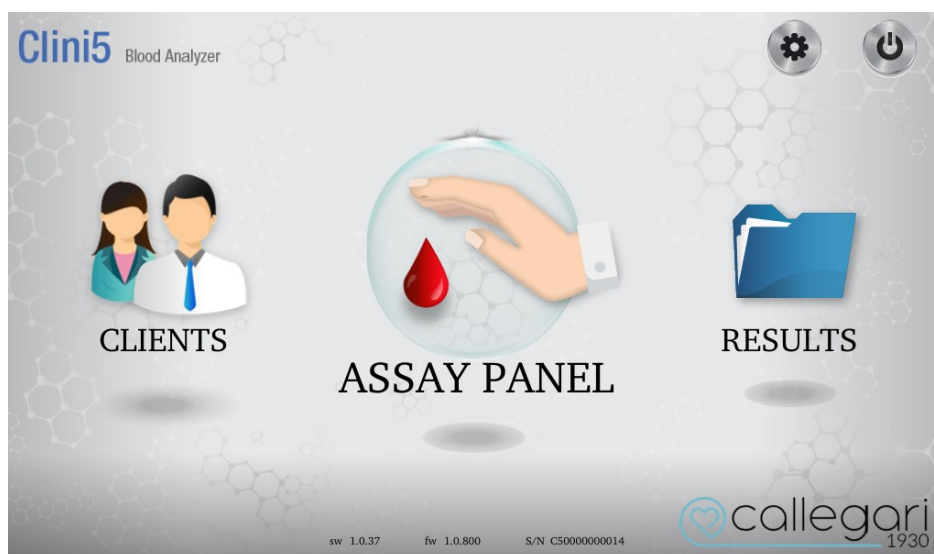 Clini5 Blood Analyzer
CLIENTS
ASSAY PANEL
RESULTS
sw 1.0.37 fw 1.0.800 S/N C50000000014
callegari
1930